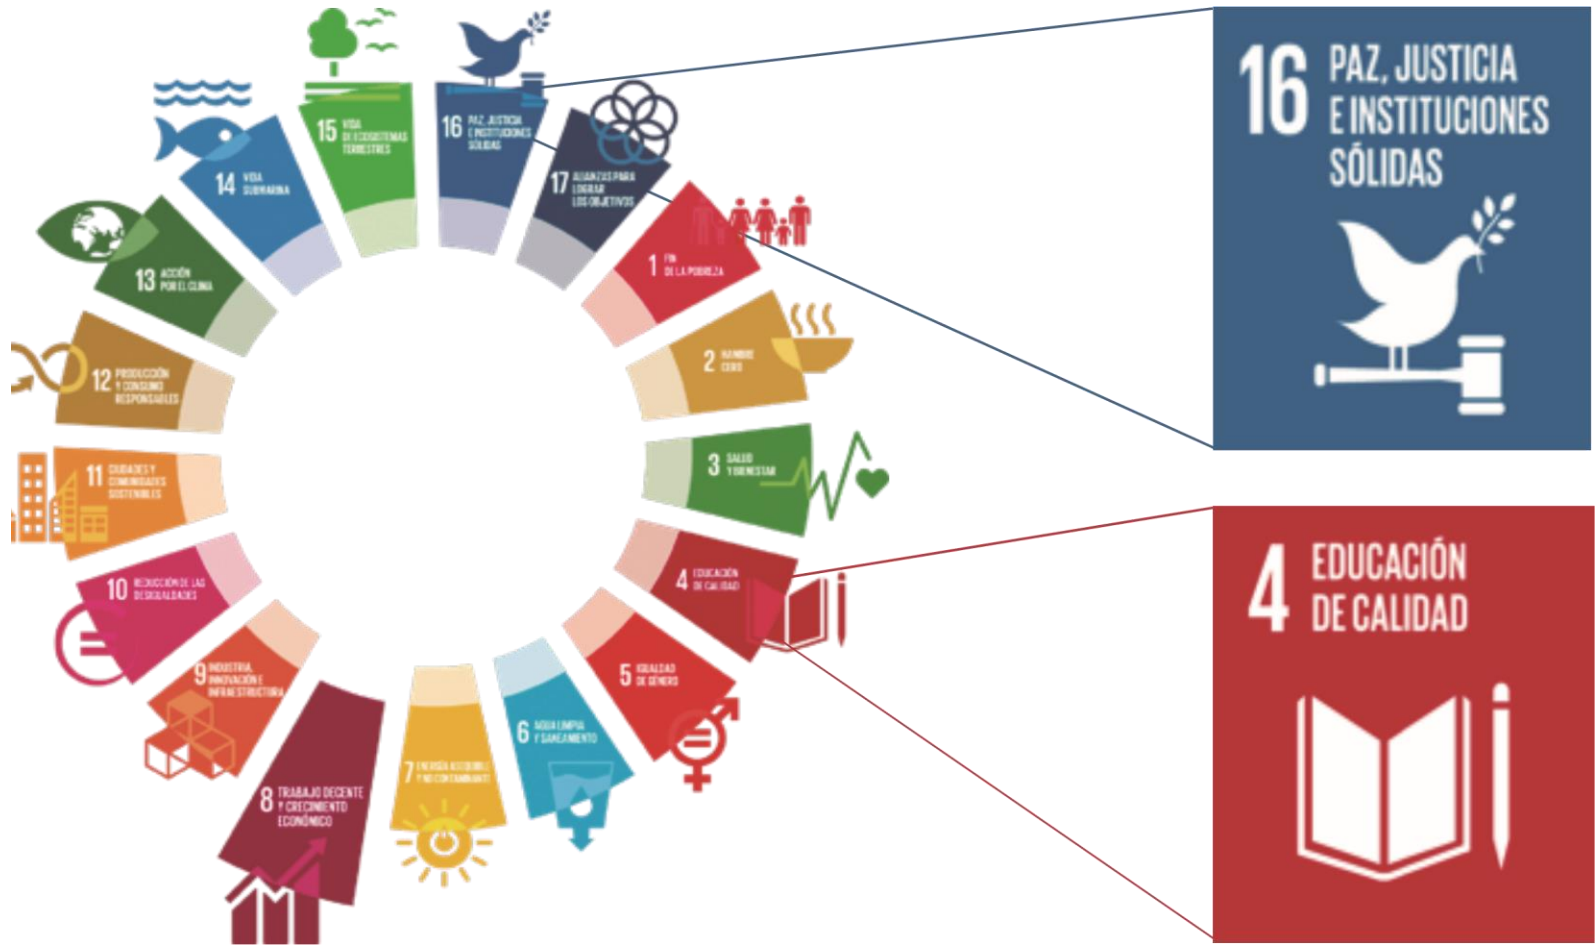 15 VIDA
DE ECOSISTEMAS
TERRESTRES
16 PAZ, JUSTICIA
E INSTITUCIONES
SÓLIDAS
17 ALIANZAS PARA
LOGRAR
LOS OBJETIVOS
1 FIN
DE LA POBREZA
2 HAMBRE
CERO
3 SALUD
Y BIENESTAR
4 EDUCACIÓN
DE CALIDAD
5 IGUALDAD
DE GÉNERO
6 AGUA LIMPIA
Y SANEAMIENTO
7 ENERGÍA ASEQUIBLE
Y NO CONTAMINANTE
8 TRABAJO DECENTE
Y CRECIMIENTO
ECONÓMICO
9 INDUSTRIA,
INNOVACIÓN E
INFRAESTRUCTURA
10 REDUCCIÓN DE LAS
DESIGUALDADES
11 CIUDADES Y
COMUNIDADES
SOSTENIBLES
12 PRODUCCIÓN
Y CONSUMO
RESPONSABLES
13 ACCIÓN
POR EL CLIMA
14 VIDA
SUBMARINA
16 PAZ, JUSTICIA
E INSTITUCIONES
SÓLIDAS
4 EDUCACIÓN
DE CALIDAD